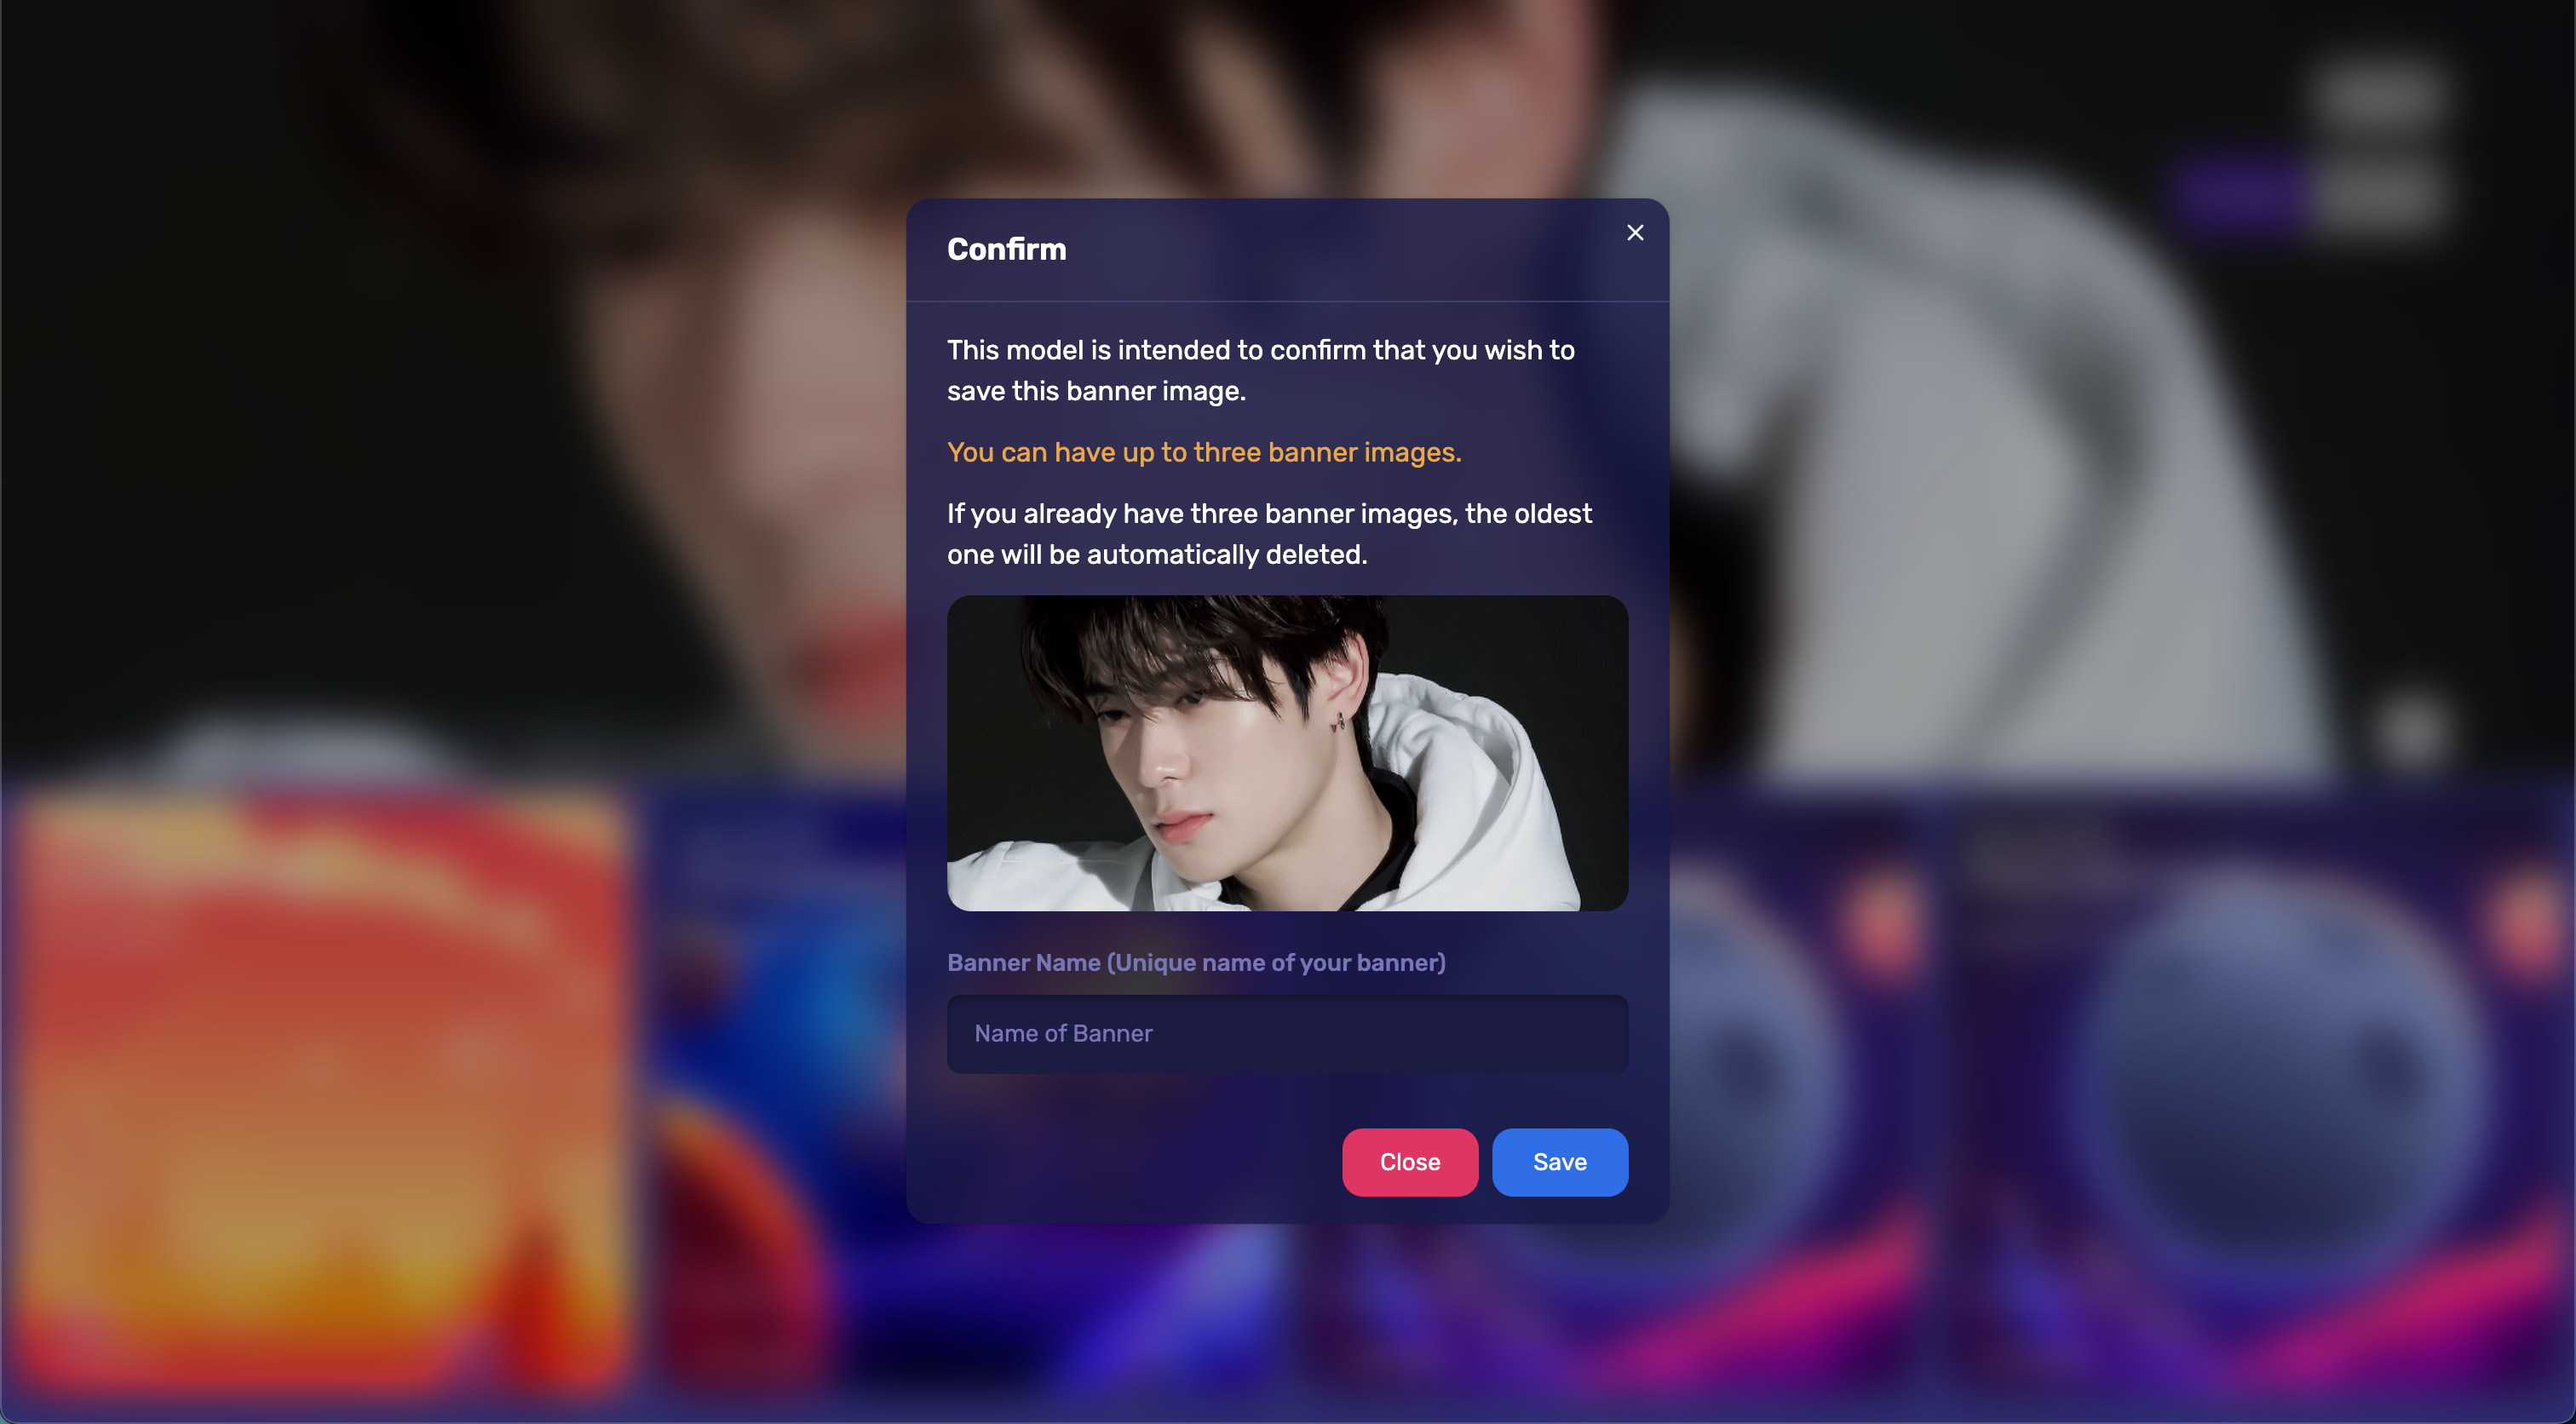 Confirm
This model is intended to confirm that you wish to
save this banner image.
You can have up to three banner images.
If you already have three banner images, the oldest
one will be automatically deleted.
Banner Name (Unique name of your banner)
Name of Banner
Close
Save